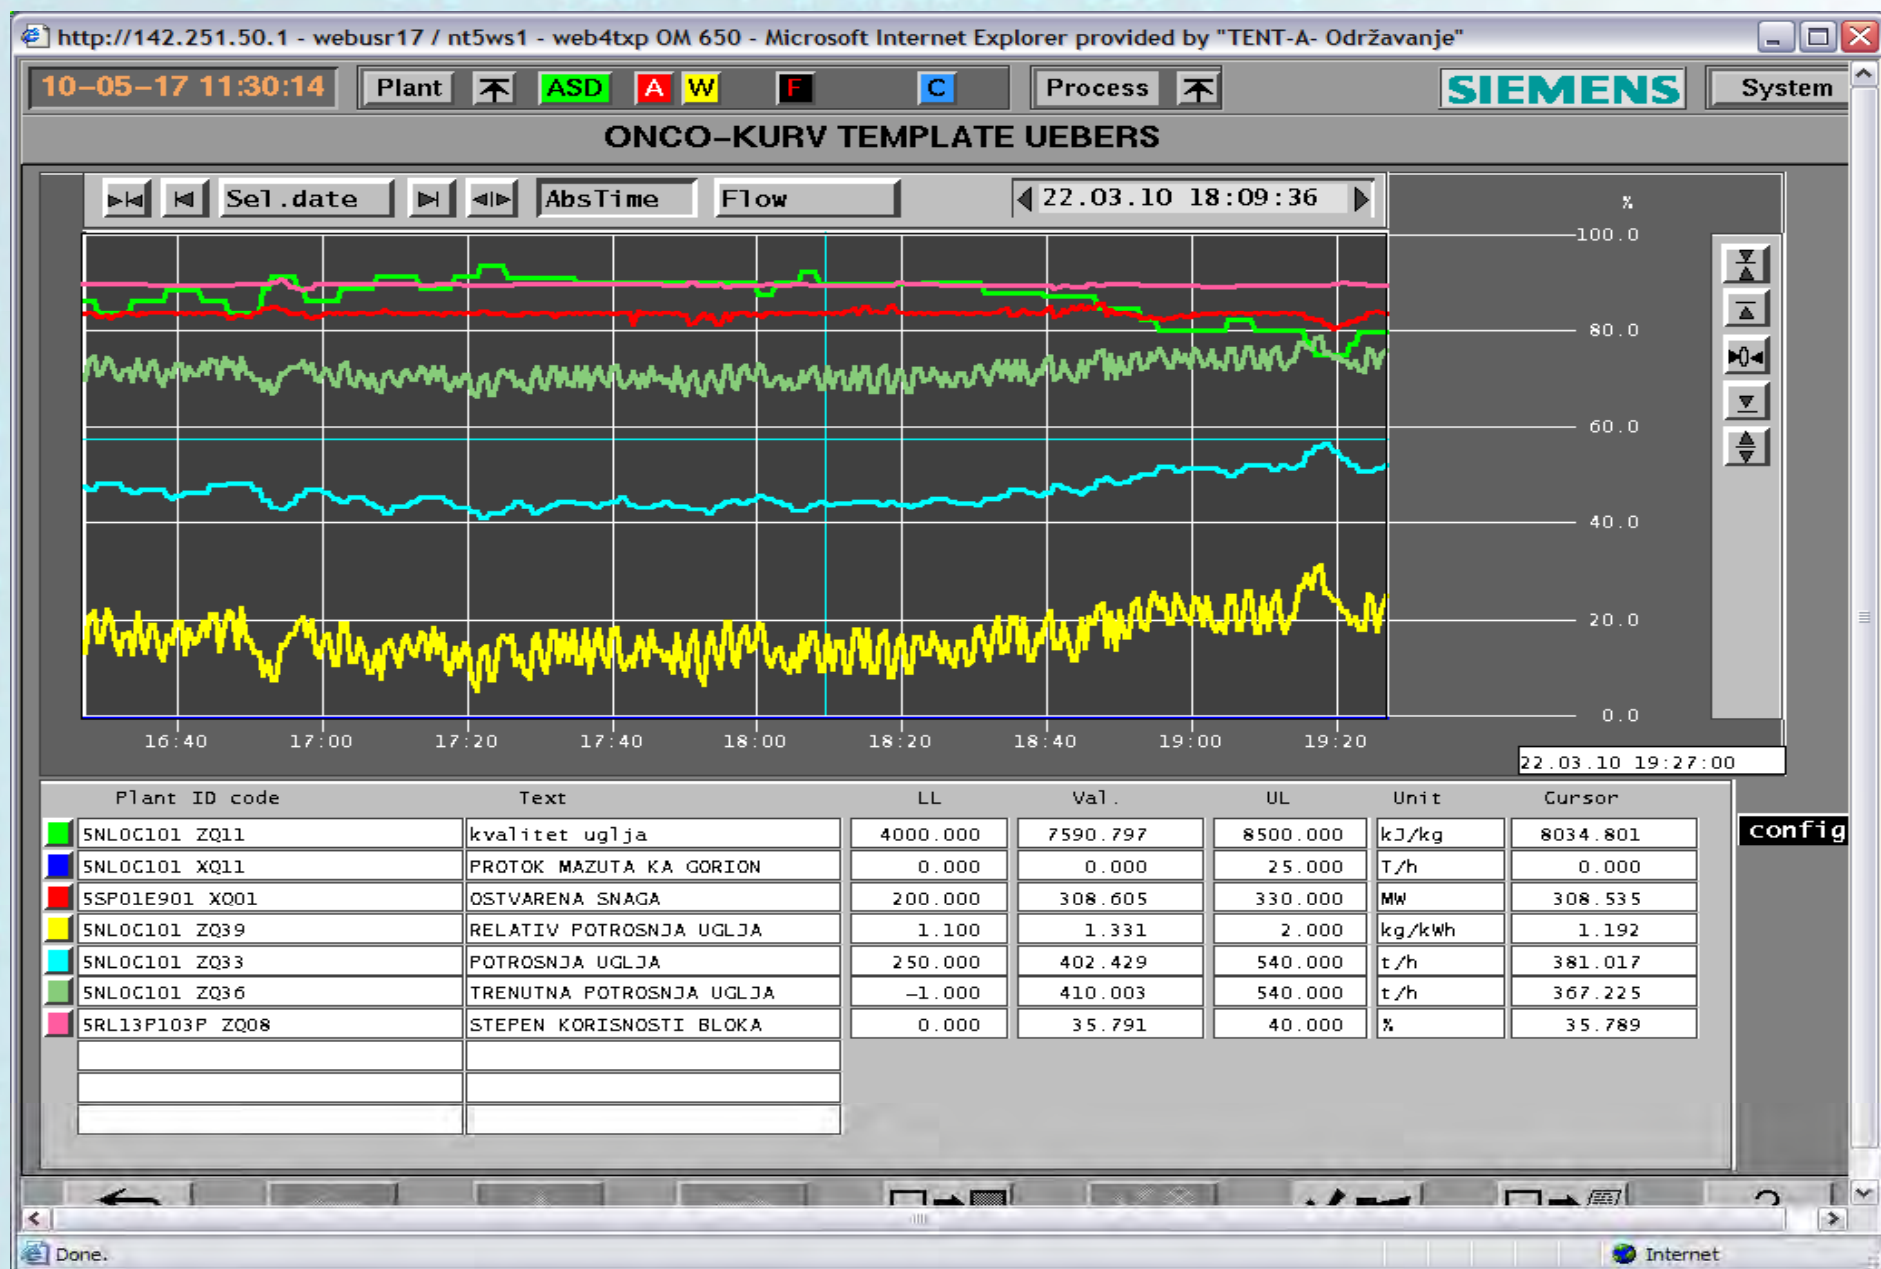 http://142.251.50.1 - webusr17 / nt5ws1 - web4txp OM 650 - Microsoft Internet Explorer provided by "TENT-A- Održavanje"
10-05-17 11:30:14 Plant ASD A W F C Process SIEMENS System
ONCO-KURV TEMPLATE UEBERS
Sel.date AbsTime Flow 22.03.10 18:09:36
%
100.0
80.0
60.0
40.0
20.0
0.0
16:40 17:00 17:20 17:40 18:00 18:20 18:40 19:00 19:20
22.03.10 19:27:00
Plant ID code Text LL Val. UL Unit Cursor
5NL0C101 ZQ11 kvalitet uglja 4000.000 7590.797 8500.000 kJ/kg 8034.801
config
5NL0C101 XQ11 PROTOK MAZUTA KA GORION 0.000 0.000 25.000 T/h 0.000
5SP01E901 XQ01 OSTVARENA SNAGA 200.000 308.605 330.000 MW 308.535
5NL0C101 ZQ39 RELATIV POTROSNJA UGLJA 1.100 1.331 2.000 kg/kWh 1.192
5NL0C101 ZQ33 POTROSNJA UGLJA 250.000 402.429 540.000 t/h 381.017
5NL0C101 ZQ36 TRENUTNA POTROSNJA UGLJA -1.000 410.003 540.000 t/h 367.225
5RL13P103P ZQ08 STEPEN KORISNOSTI BLOKA 0.000 35.791 40.000 % 35.789
?
Done. Internet